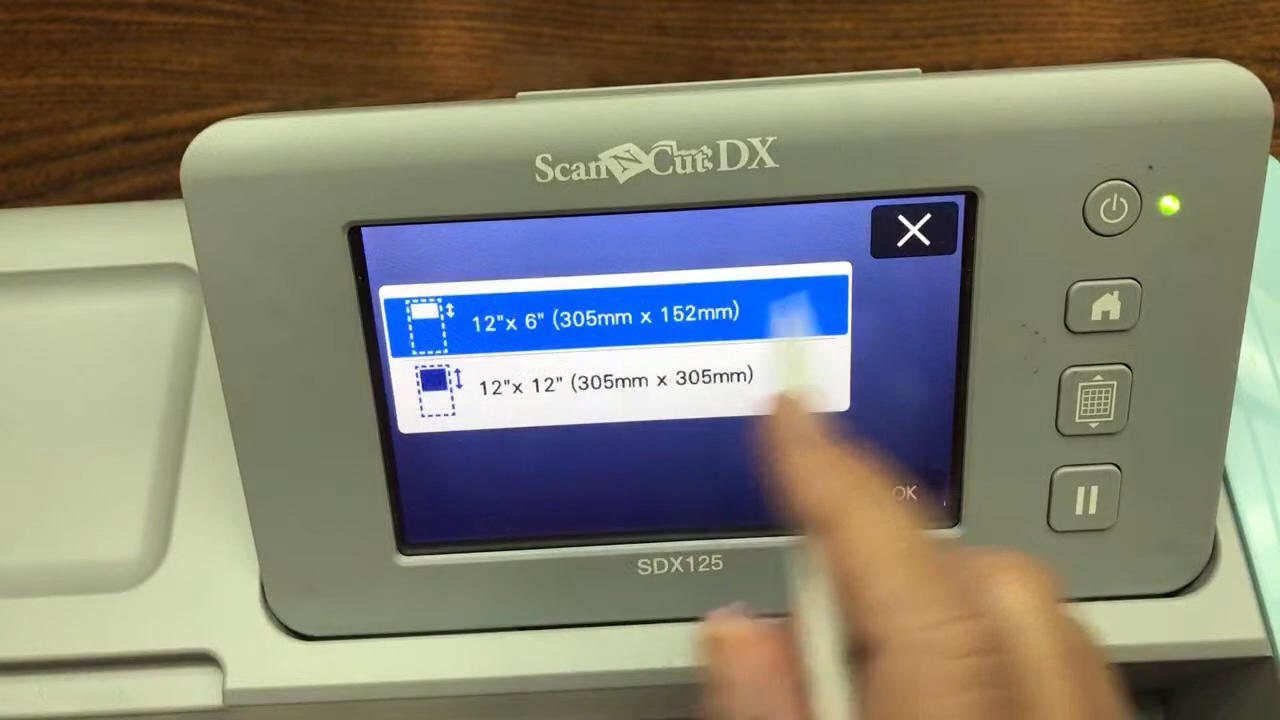 ScanNCut DX
12"x 6" (305mm x 152mm)
12"x 12" (305mm x 305mm)
OK
SDX125